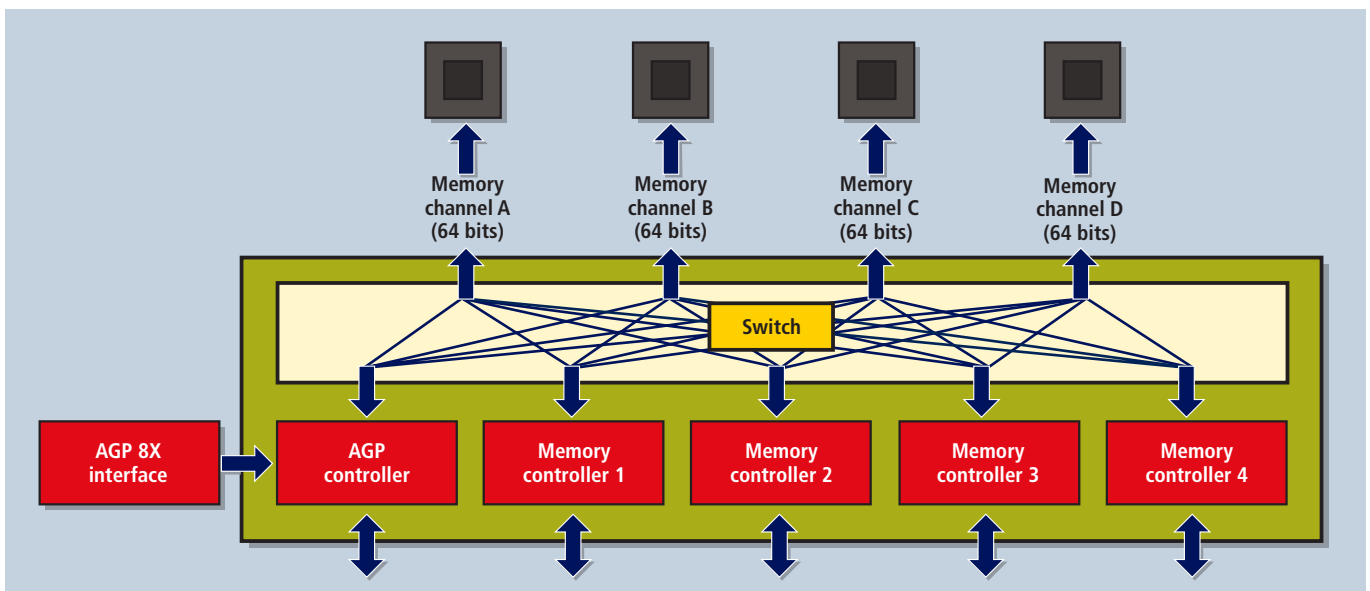 Memory
channel A
(64 bits)
Memory
channel B
(64 bits)
Memory
channel C
(64 bits)
Memory
channel D
(64 bits)
Switch
AGP 8X
interface
AGP
controller
Memory
controller 1
Memory
controller 2
Memory
controller 3
Memory
controller 4